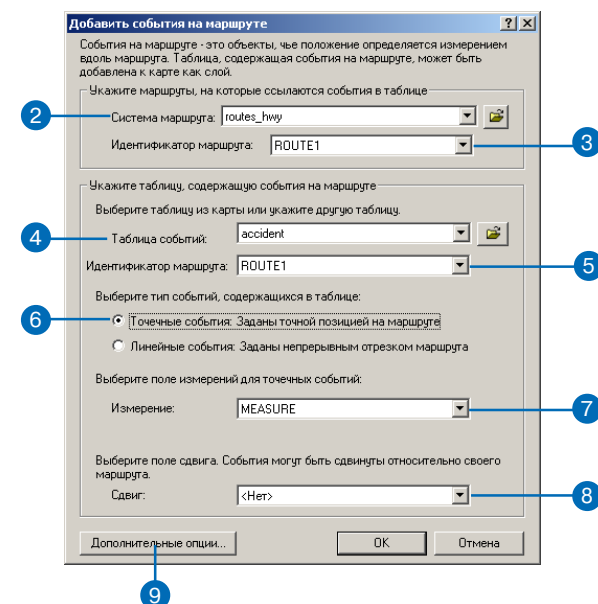 Добавить события на маршруте
События на маршруте - это объекты, чье положение определяется измерением
вдоль маршрута. Таблица, содержащая события на маршруте, может быть
добавлена к карте как слой.
Укажите маршруты, на которые ссылаются события в таблице
2 Система маршрута: routes_hwy
Идентификатор маршрута: ROUTE1 3
Укажите таблицу, содержащую события на маршруте
Выберите таблицу из карты или укажите другую таблицу.
4 Таблица событий: accident
Идентификатор маршрута: ROUTE1 5
Выберите тип событий, содержащихся в таблице:
6 Точечные события: Заданы точной позицией на маршруте
Линейные события: Заданы непрерывным отрезком маршрута
Выберите поле измерений для точечных событий:
Измерение: MEASURE 7
Выберите поле сдвига. События могут быть сдвинуты относительно своего
маршрута.
Сдвиг: <Нет> 8
Дополнительные опции... OK Отмена
9